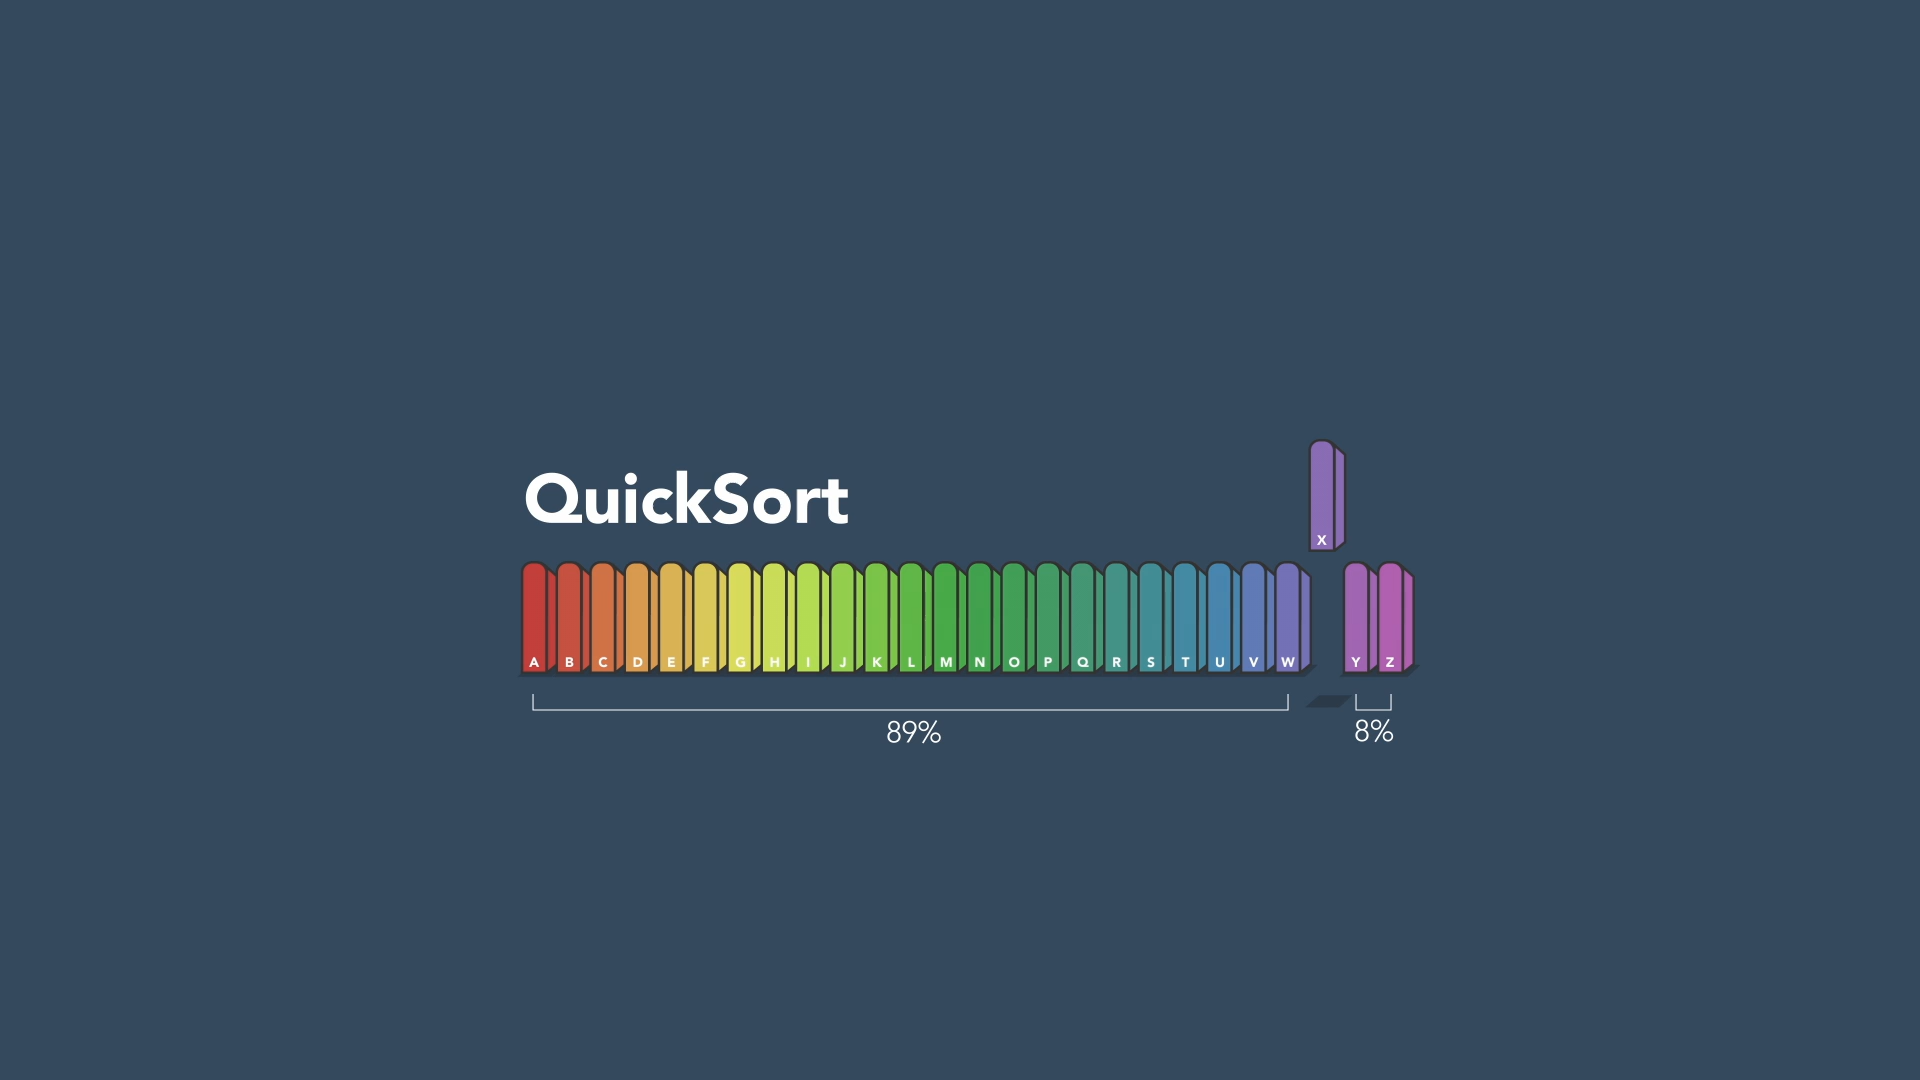 QuickSort
X
A B C D E F G H I J K L M N O P Q R S T U V W Y Z
89% 8%